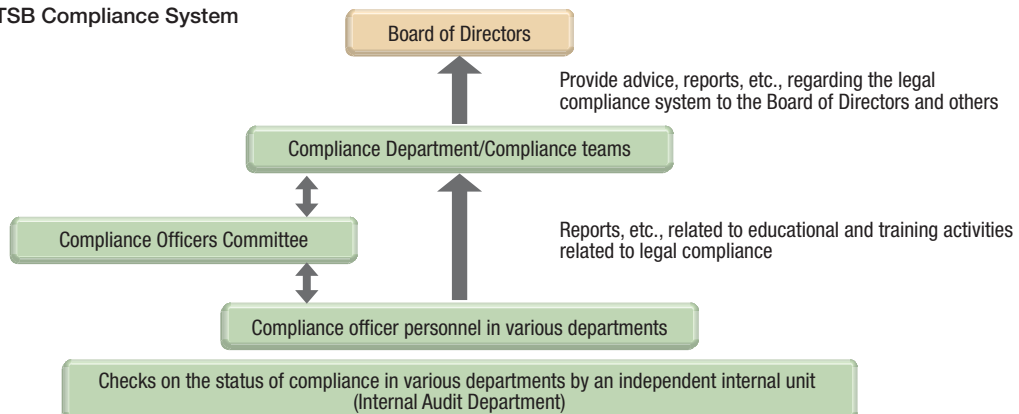 TSB Compliance System
Board of Directors
Provide advice, reports, etc., regarding the legal
compliance system to the Board of Directors and others
Compliance Department/Compliance teams
Compliance Officers Committee
Reports, etc., related to educational and training activities
related to legal compliance
Compliance officer personnel in various departments
Checks on the status of compliance in various departments by an independent internal unit
(Internal Audit Department)